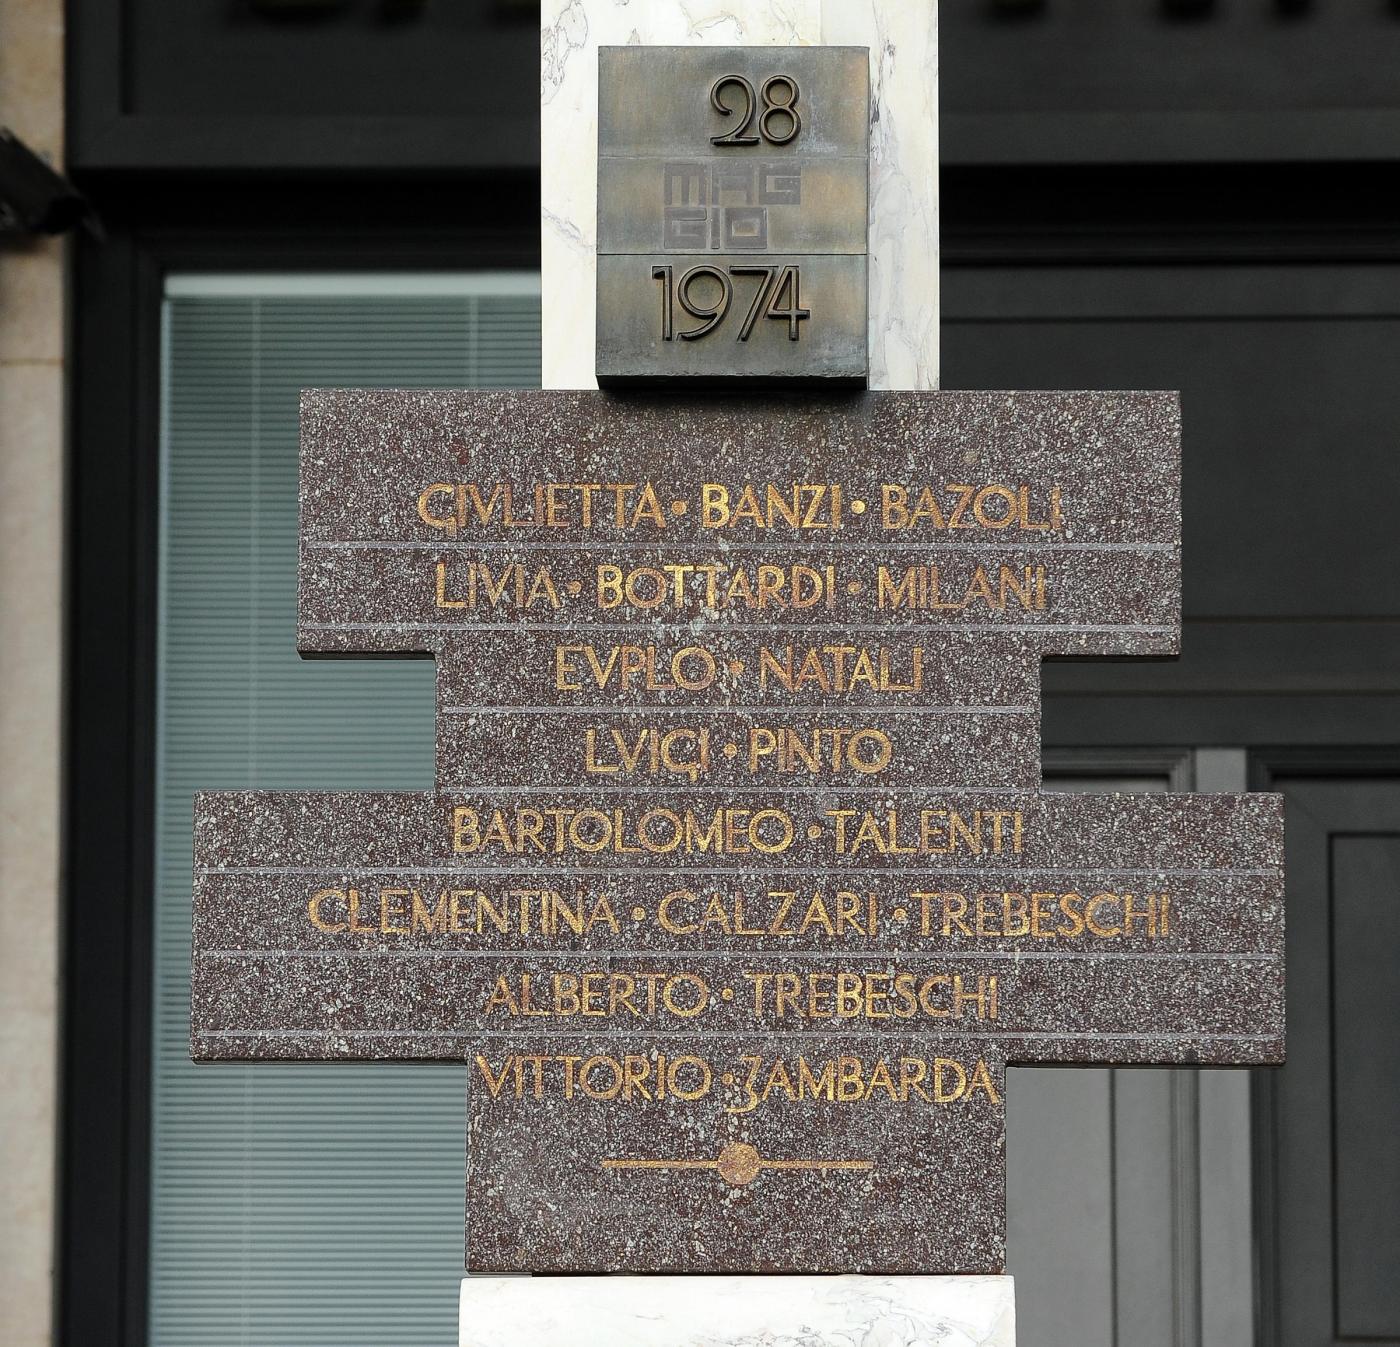 28
MAG
GIO
1974
GIVLIETTA • BANZI • BAZOLI
LIVIA • BOTTARDI • MILANI
EVPLO • NATALI
LVIGI • PINTO
BARTOLOMEO • TALENTI
CLEMENTINA • CALZARI • TREBESCHI
ALBERTO • TREBESCHI
VITTORIO • ZAMBARDA